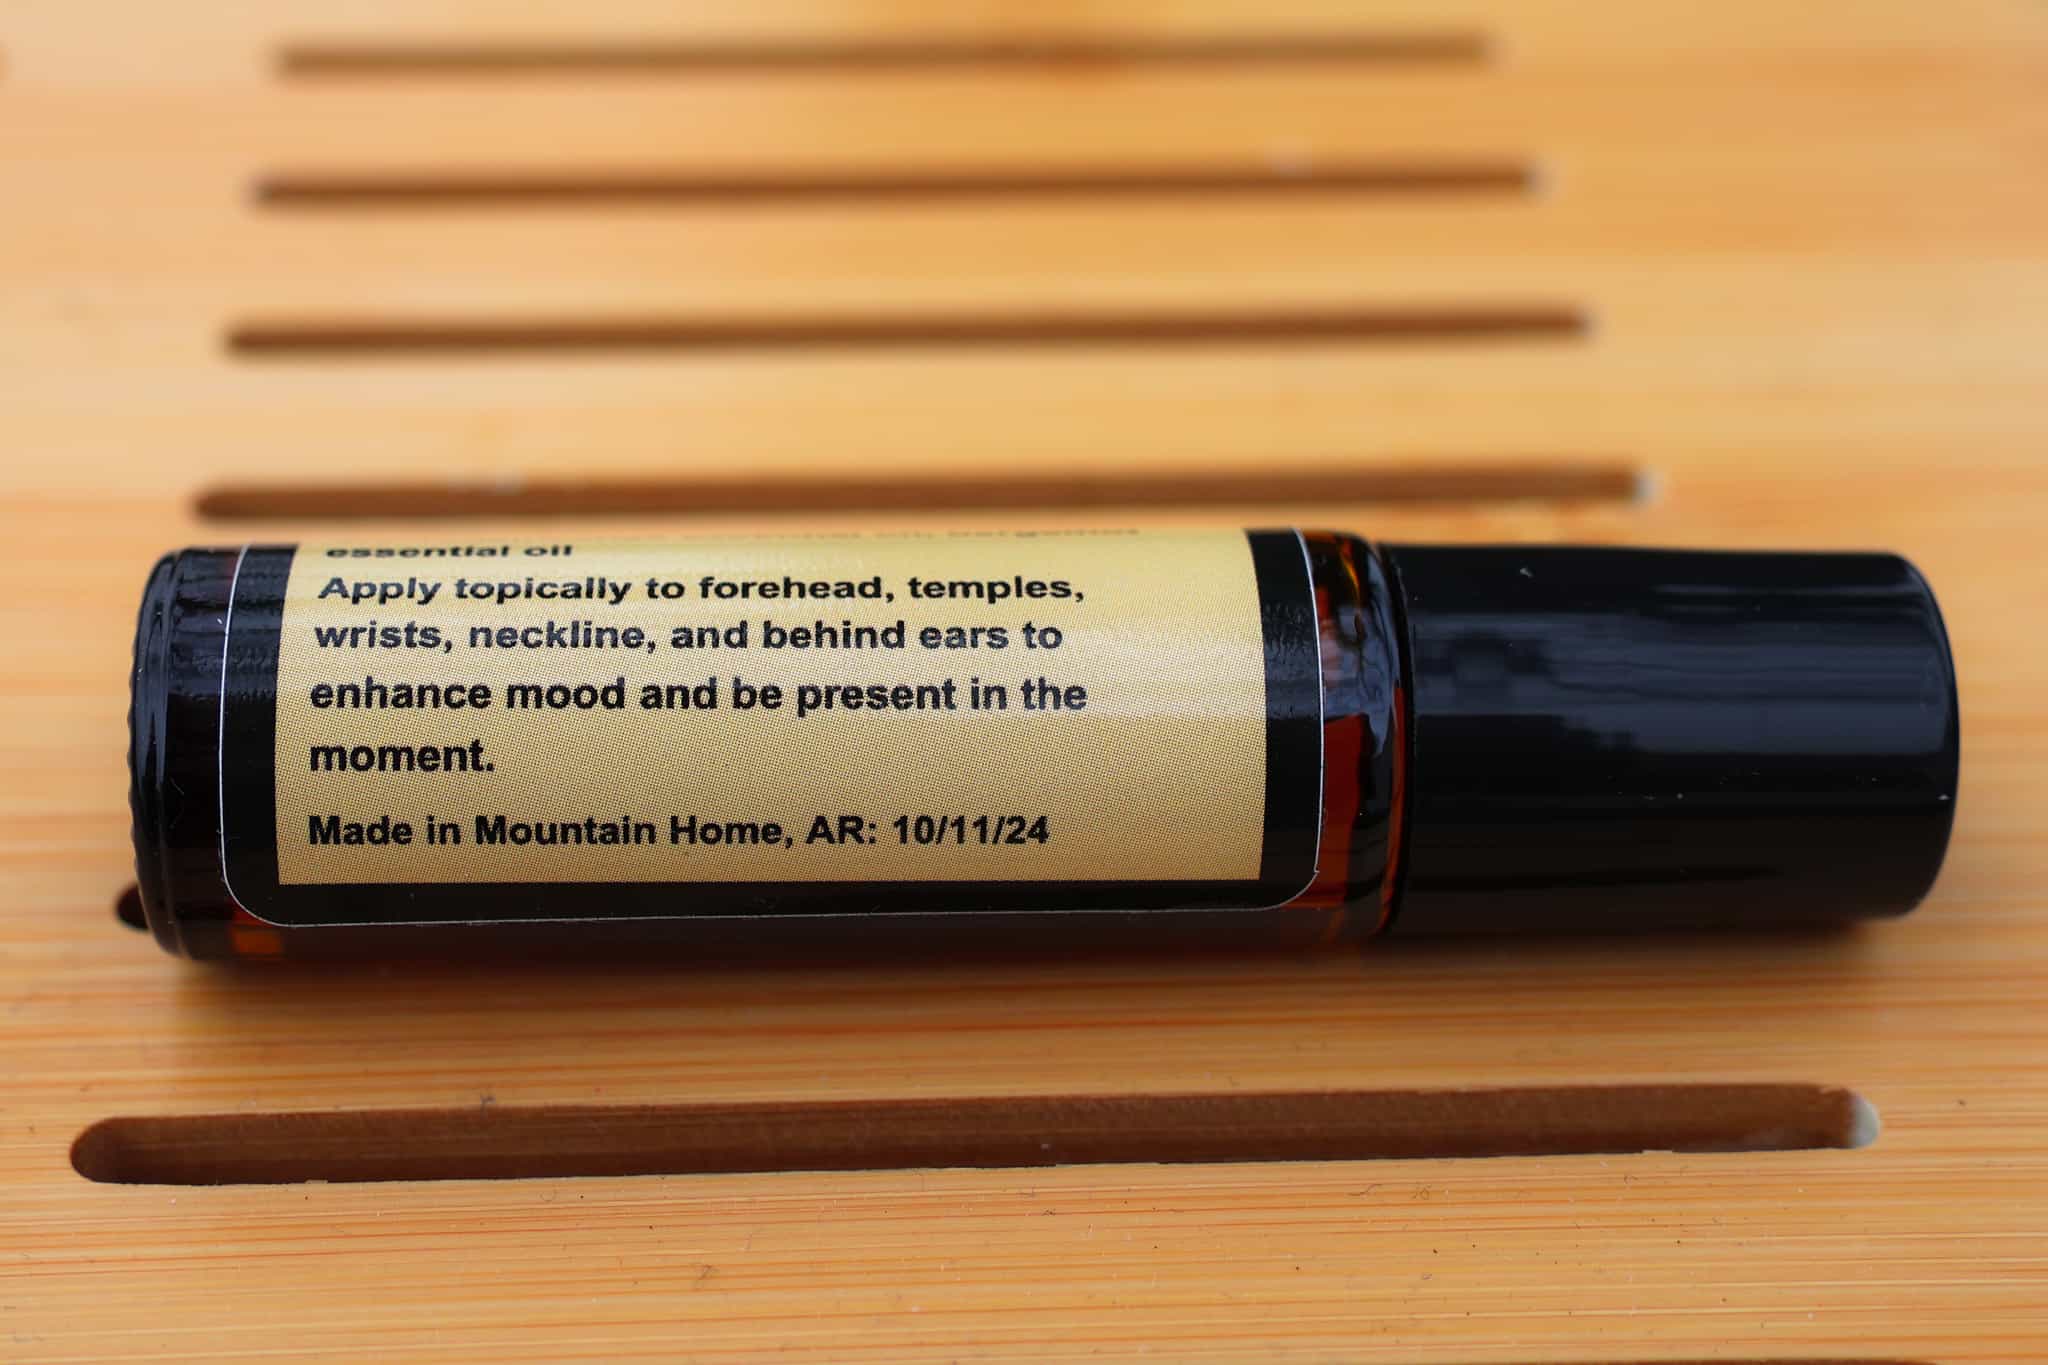 essential oil
Apply topically to forehead, temples,
wrists, neckline, and behind ears to
enhance mood and be present in the
moment.
Made in Mountain Home, AR: 10/11/24